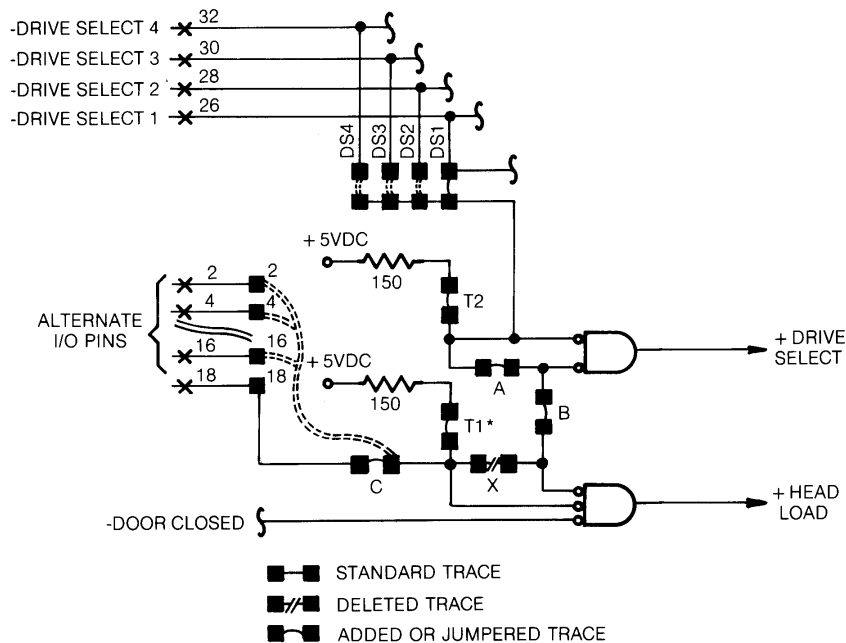 -DRIVE SELECT 4 32
-DRIVE SELECT 3 30
-DRIVE SELECT 2 28
-DRIVE SELECT 1 26
DS4 DS3 DS2 DS1
+ 5VDC
150
T2
2 2
4 4
16 16
18 18
ALTERNATE
I/O PINS
+ 5VDC
150
T1*
A
B
C
X
+ DRIVE
SELECT
+ HEAD
LOAD
-DOOR CLOSED
STANDARD TRACE
DELETED TRACE
ADDED OR JUMPERED TRACE